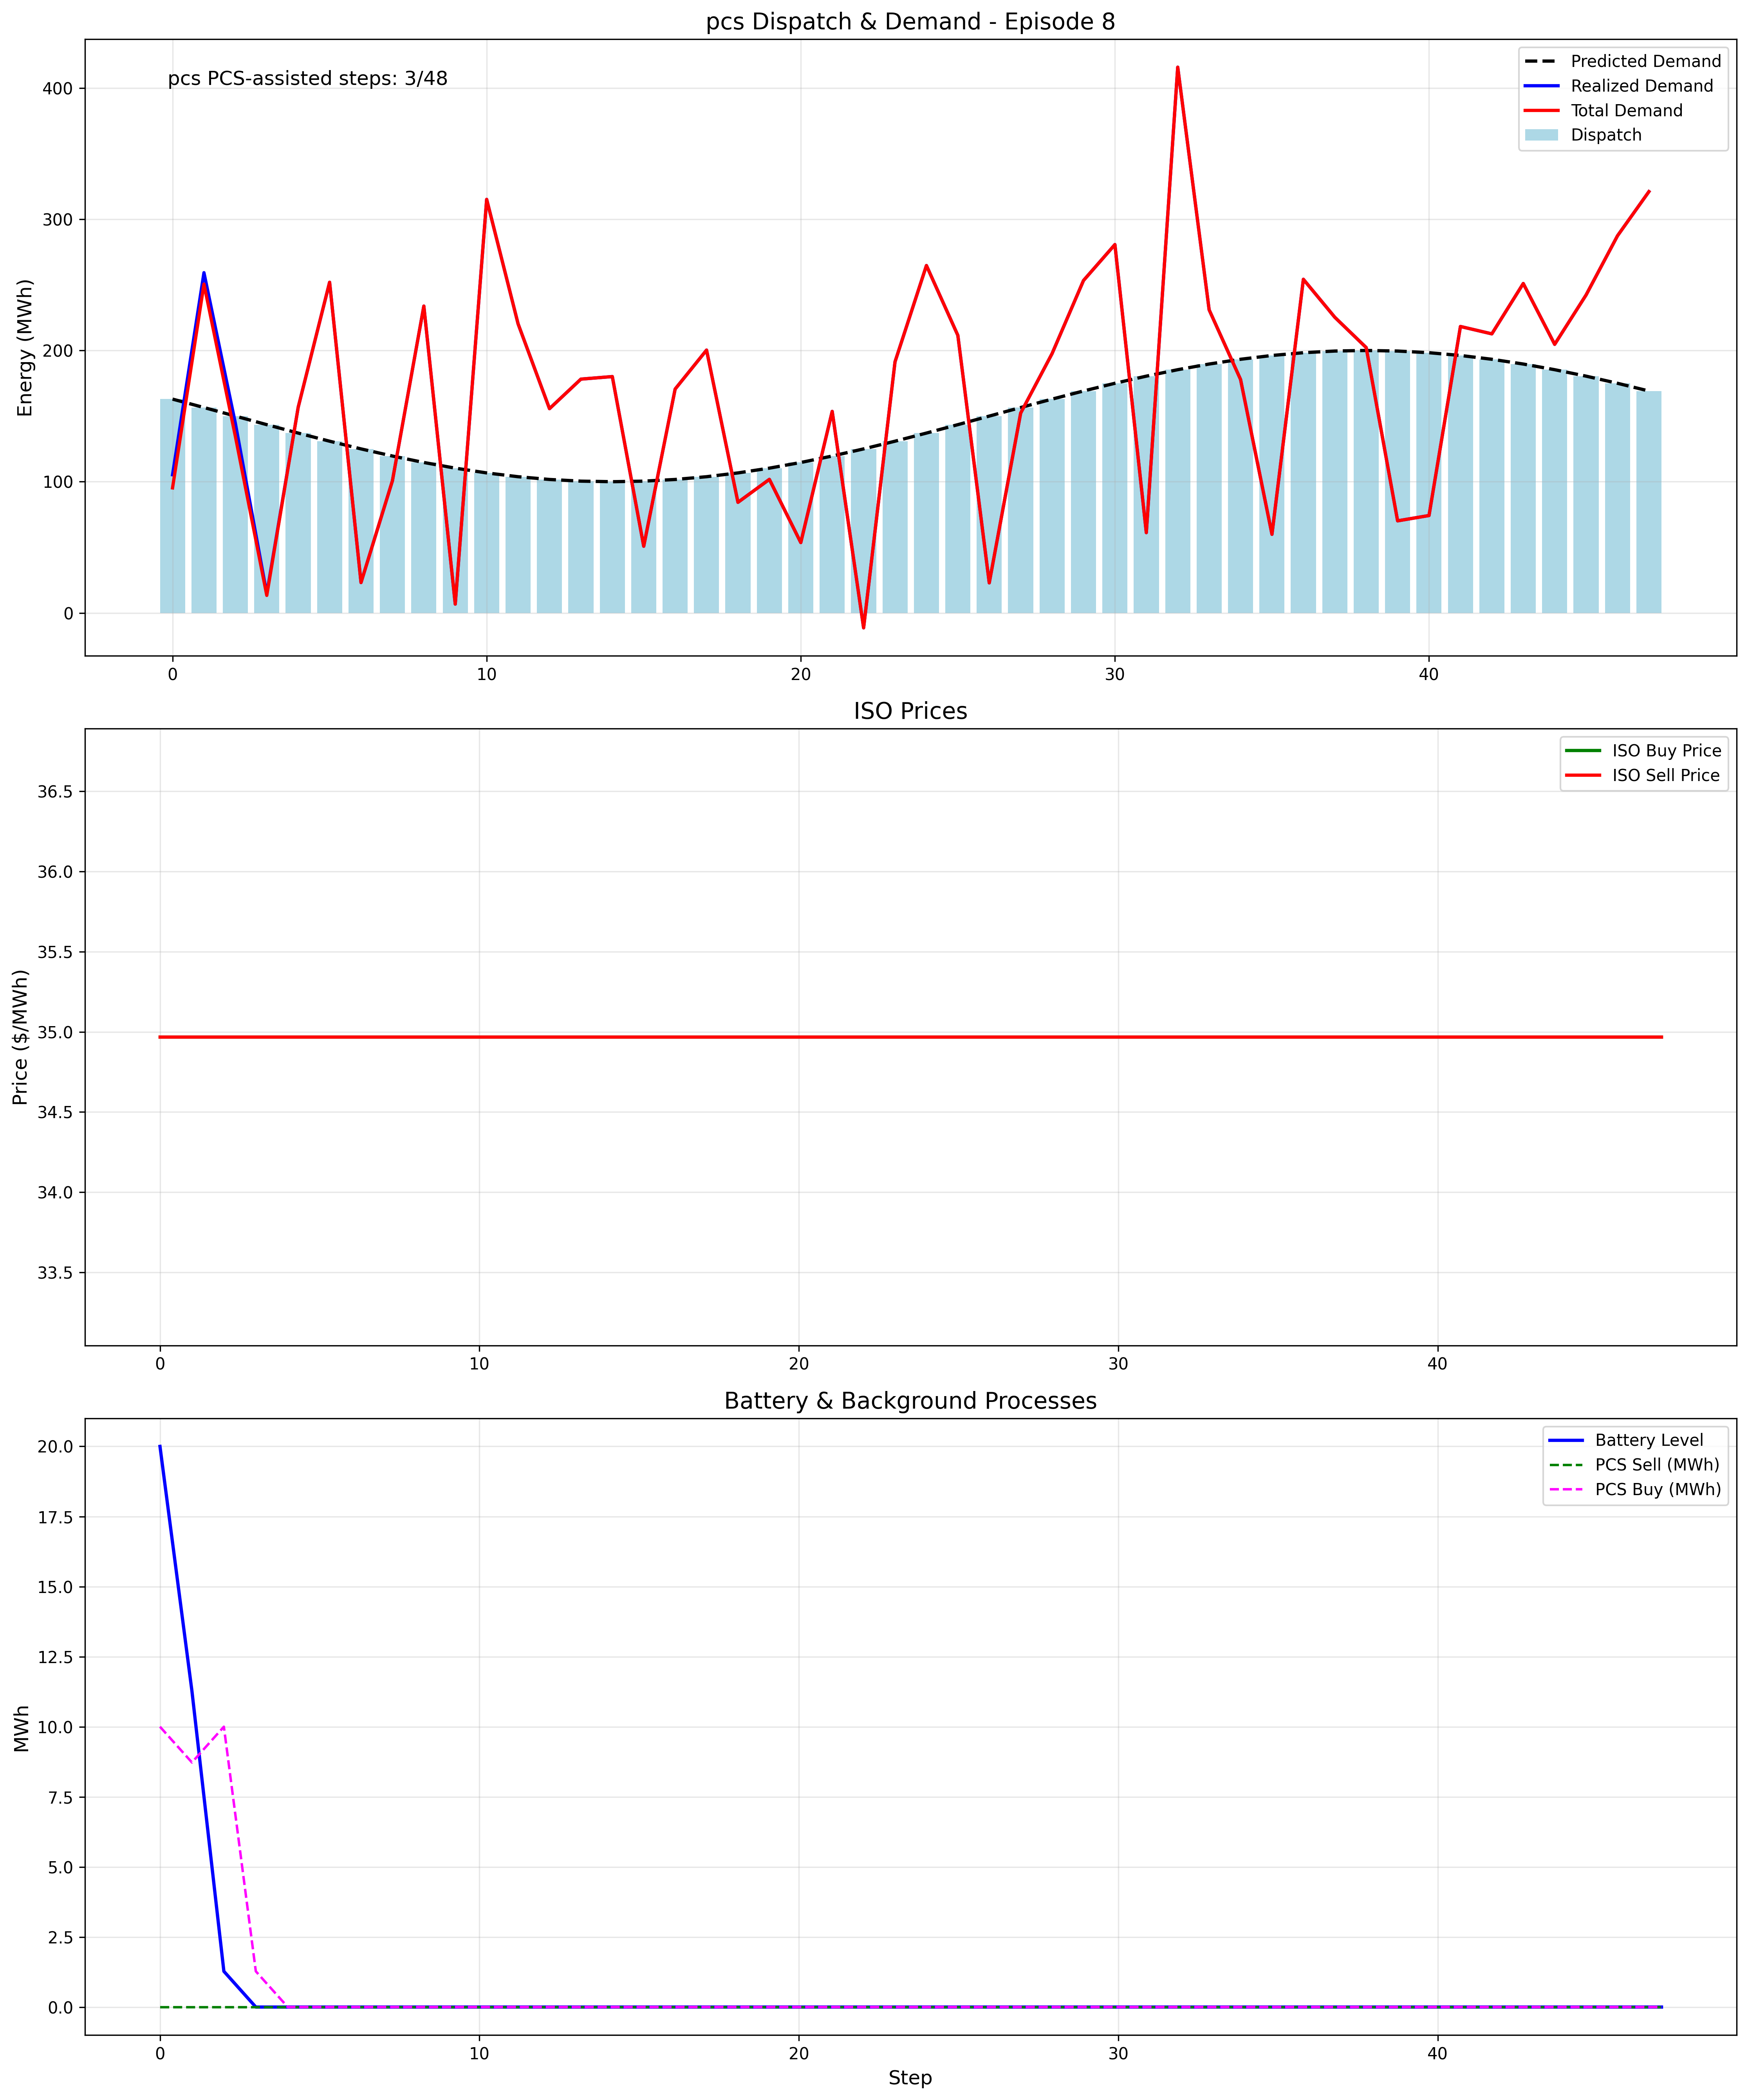 pcs Dispatch & Demand - Episode 8
pcs PCS-assisted steps: 3/48
Predicted Demand
Realized Demand
Total Demand
Dispatch
Energy (MWh)
400
300
200
100
0
0 10 20 30 40
ISO Prices
ISO Buy Price
ISO Sell Price
Price ($/MWh)
36.5
36.0
35.5
35.0
34.5
34.0
33.5
0 10 20 30 40
Battery & Background Processes
Battery Level
PCS Sell (MWh)
PCS Buy (MWh)
MWh
20.0
17.5
15.0
12.5
10.0
7.5
5.0
2.5
0.0
0 10 20 30 40
Step